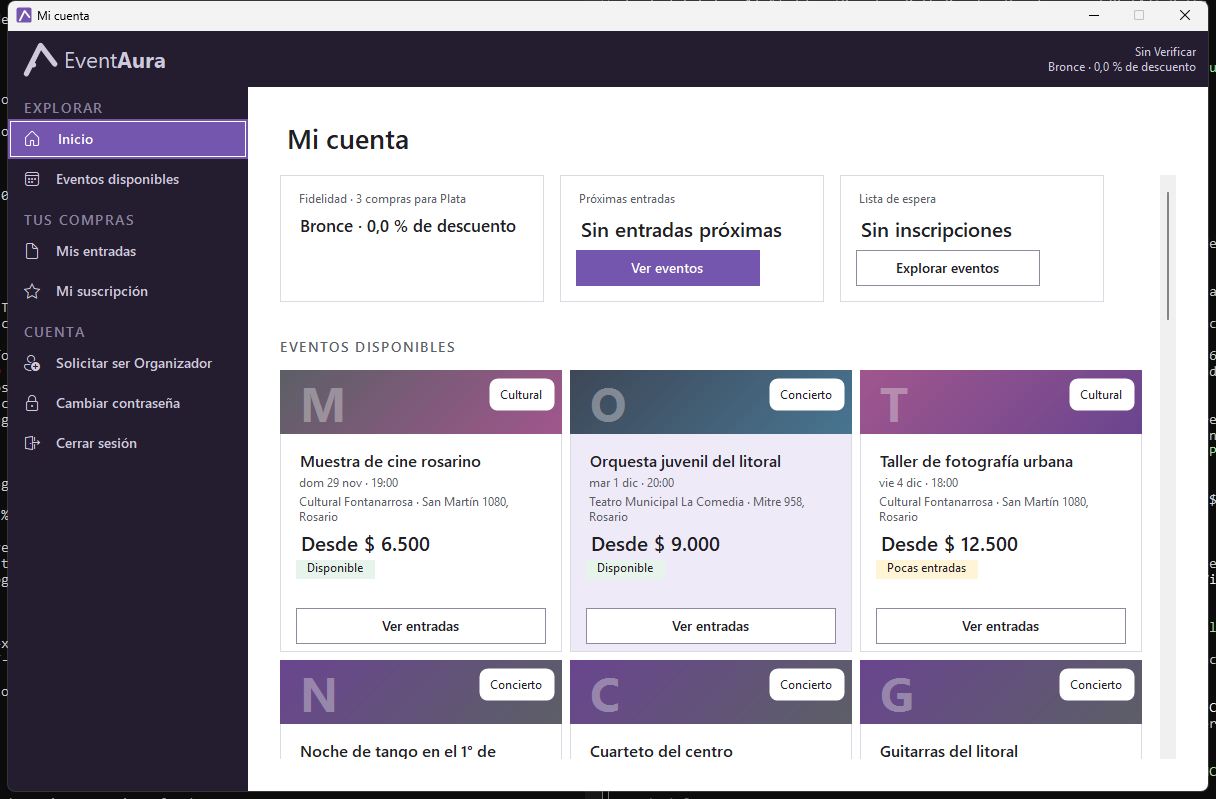 Mi cuenta
EventAura
Sin Verificar
Bronce · 0,0 % de descuento
EXPLORAR
Inicio
Eventos disponibles
TUS COMPRAS
Mis entradas
Mi suscripción
CUENTA
Solicitar ser Organizador
Cambiar contraseña
Cerrar sesión
Mi cuenta
Fidelidad · 3 compras para Plata
Bronce · 0,0 % de descuento
Próximas entradas
Sin entradas próximas
Ver eventos
Lista de espera
Sin inscripciones
Explorar eventos
EVENTOS DISPONIBLES
M
Cultural
Muestra de cine rosarino
dom 29 nov · 19:00
Cultural Fontanarrosa · San Martín 1080,
Rosario
Desde $ 6.500
Disponible
Ver entradas
O
Concierto
Orquesta juvenil del litoral
mar 1 dic · 20:00
Teatro Municipal La Comedia · Mitre 958,
Rosario
Desde $ 9.000
Disponible
Ver entradas
T
Cultural
Taller de fotografía urbana
vie 4 dic · 18:00
Cultural Fontanarrosa · San Martín 1080,
Rosario
Desde $ 12.500
Pocas entradas
Ver entradas
N
Concierto
Noche de tango en el 1° de
C
Concierto
Cuarteto del centro
G
Concierto
Guitarras del litoral